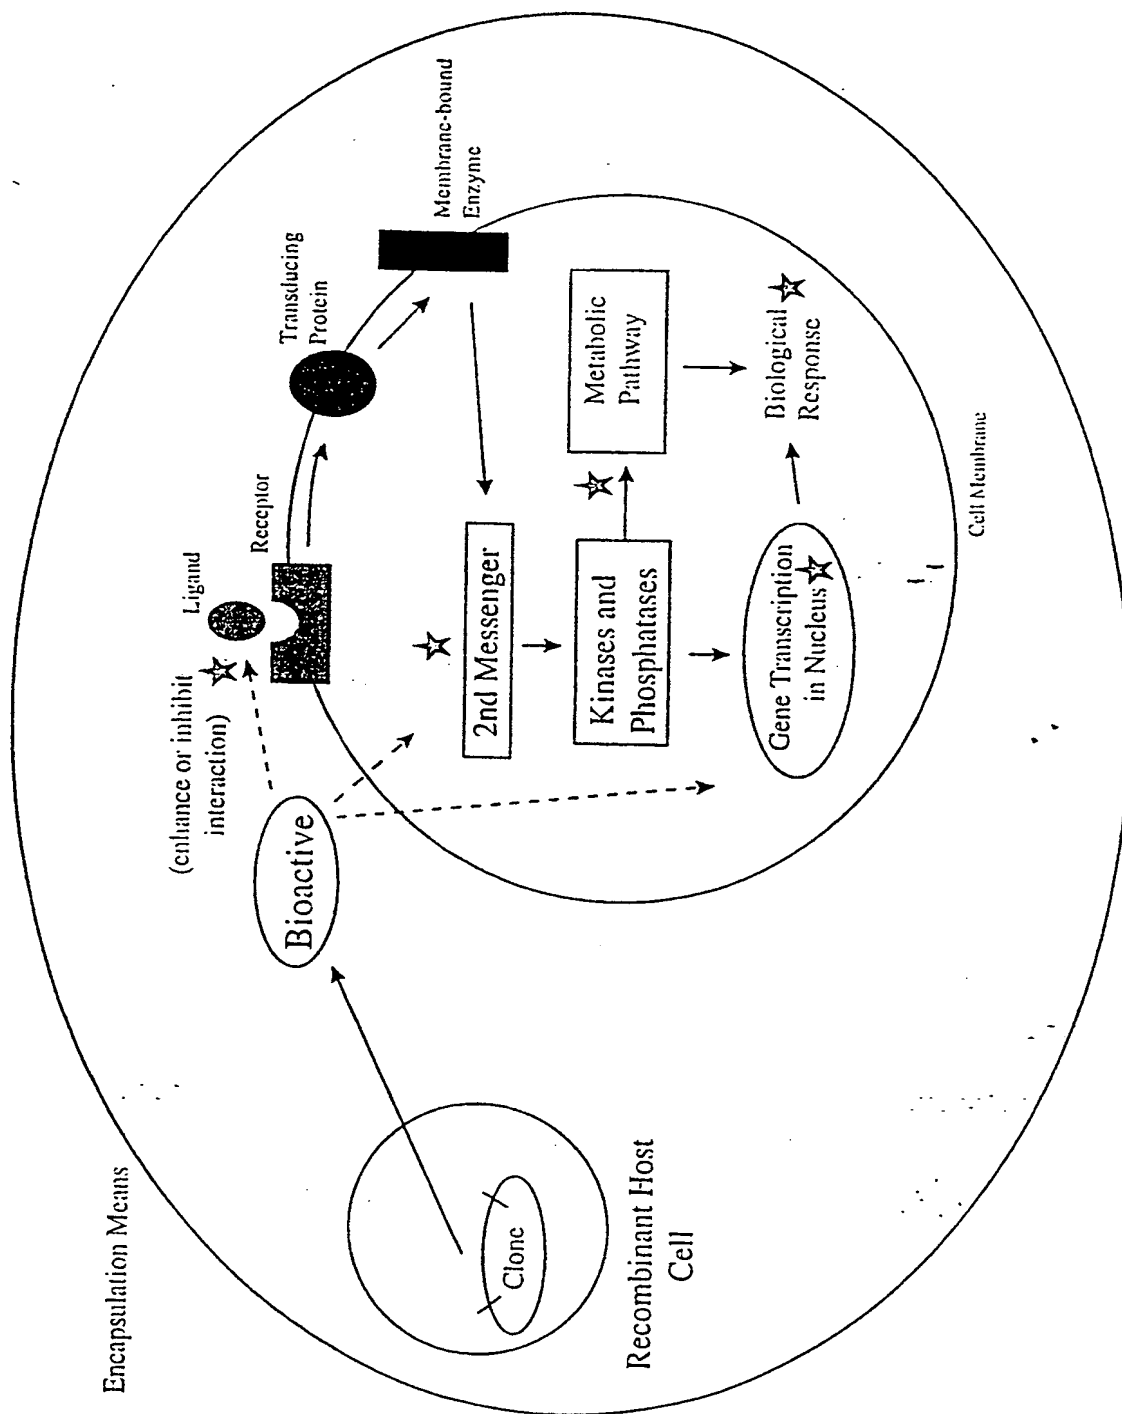 Encapsulation Means
(enhance or inhibit
interaction)
Ligand
Receptor
Transducing
Protein
Membrane-bound
Enzyme
Bioactive
2nd Messenger
Kinases and
Phosphatases
Metabolic
Pathway
Gene Transcription
in Nucleus
Biological
Response
Cell Membrane
Clone
Recombinant Host
Cell